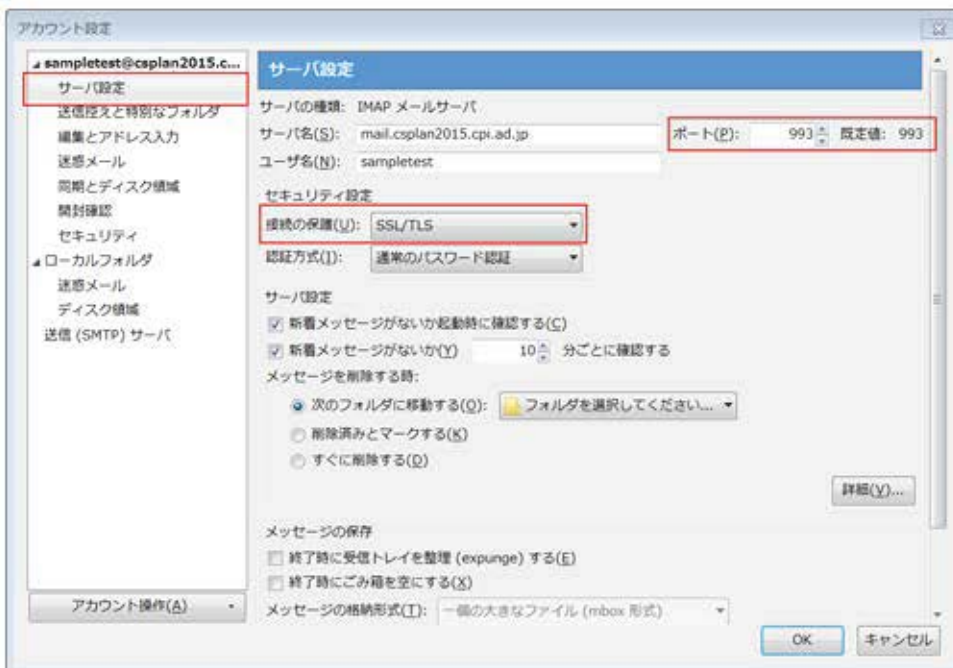 アカウント設定
sampletest@csplan2015.c...
サーバ設定
送信控えと特別なフォルダ
編集とアドレス入力
迷惑メール
同期とディスク領域
開封確認
セキュリティ
ローカルフォルダ
迷惑メール
ディスク領域
送信 (SMTP) サーバ
アカウント操作(A)
サーバ設定
サーバの種類: IMAP メールサーバ
サーバ名(S): mail.csplan2015.cpi.ad.jp ポート(P): 993 既定値: 993
ユーザ名(N): sampletest
セキュリティ設定
接続の保護(U): SSL/TLS
認証方式(I): 通常のパスワード認証
サーバ設定
新着メッセージがないか起動時に確認する(C)
新着メッセージがないか(Y) 10 分ごとに確認する
メッセージを削除する時:
次のフォルダに移動する(O): フォルダを選択してください...
削除済みとマークする(K)
すぐに削除する(D)
詳細(V)...
メッセージの保存
終了時に受信トレイを整理 (expunge) する(E)
終了時にごみ箱を空にする(X)
メッセージの格納形式(T): 一個の大きなファイル (mbox 形式)
OK キャンセル